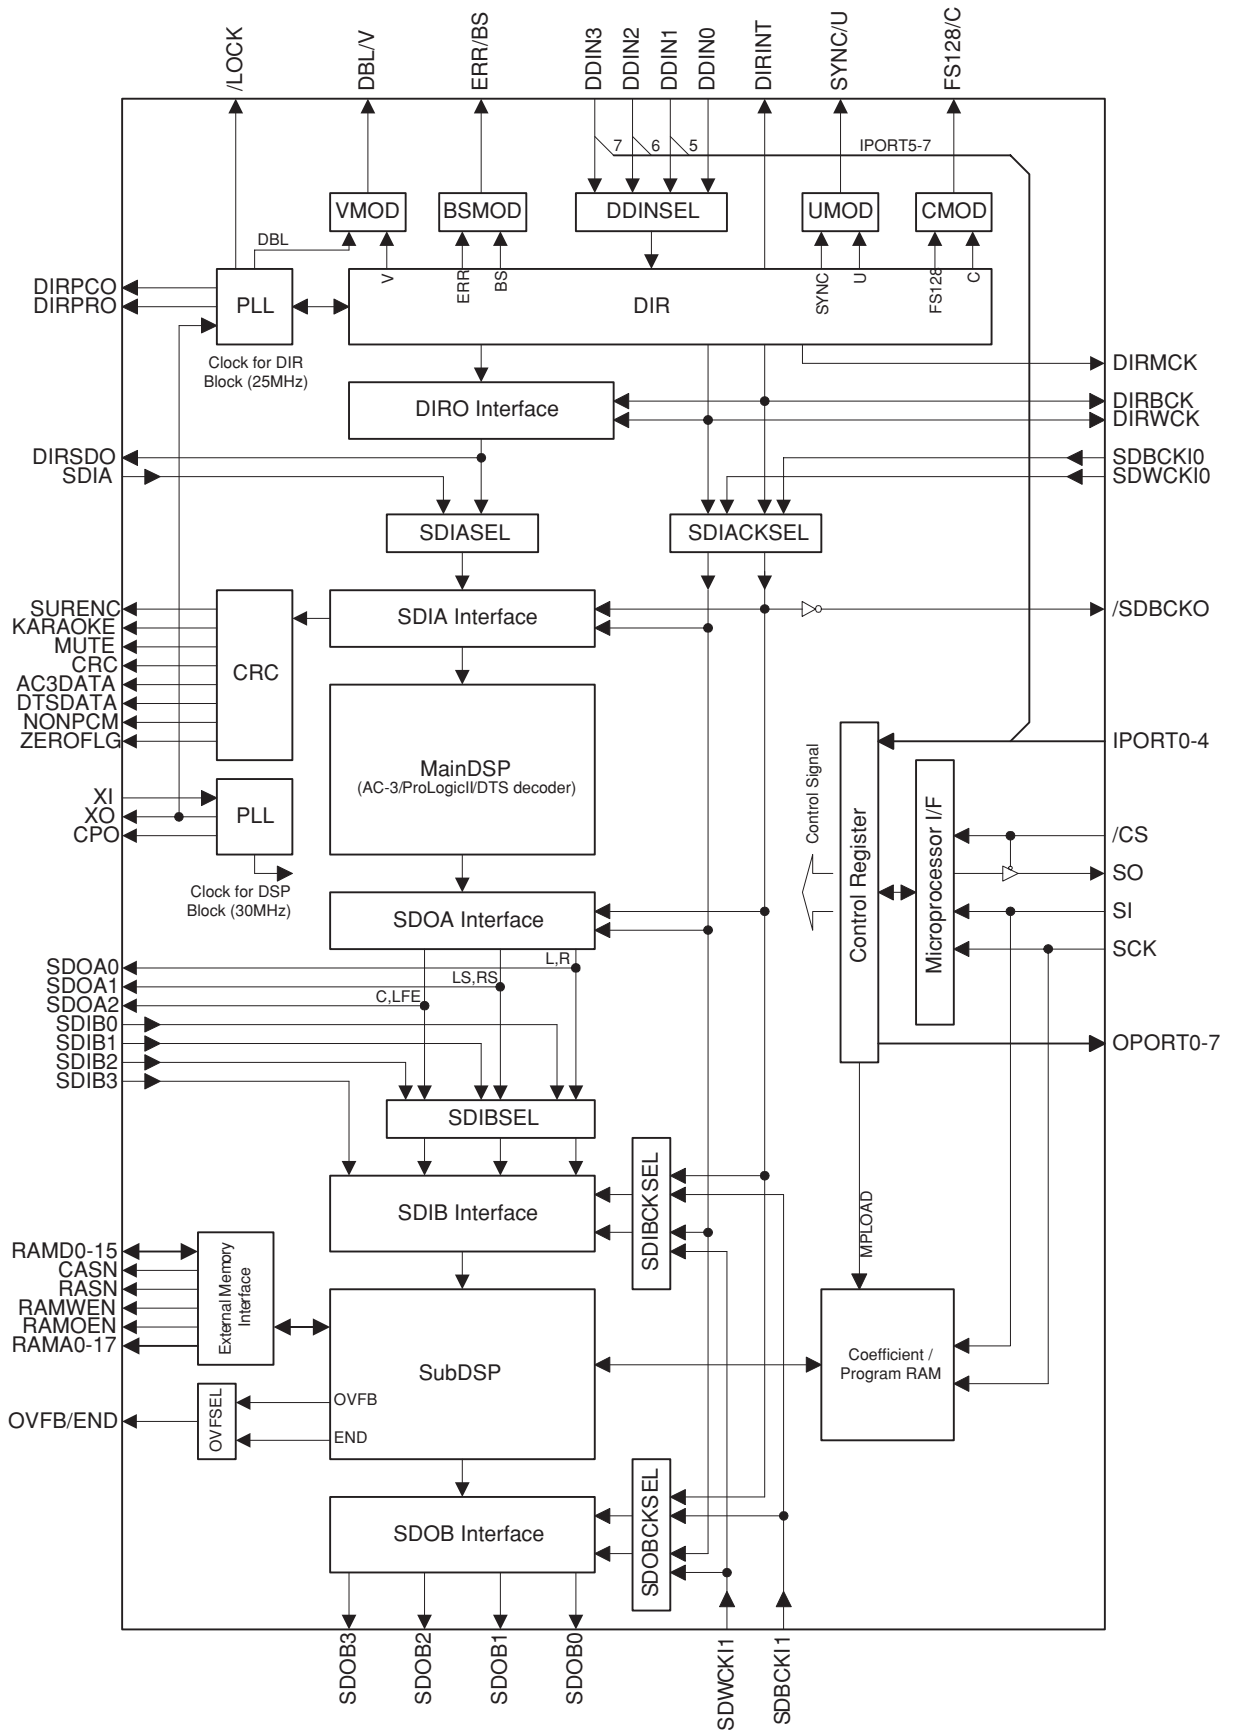 /LOCK
DBL/V
ERR/BS
DDIN3
DDIN2
DDIN1
DDIN0
DIRINT
SYNC/U
FS128/C
7
6
5
IPORT5-7
VMOD
BSMOD
DDINSEL
UMOD
CMOD
DBL
V
ERR
BS
SYNC
U
FS128
C
DIRPCO
DIRPRO
PLL
DIR
Clock for DIR
Block (25MHz)
DIRMCK
DIRO Interface
DIRBCK
DIRWCK
DIRSDO
SDIA
SDBCKI0
SDWCKI0
SDIASEL
SDIACKSEL
SURENC
KARAOKE
MUTE
CRC
AC3DATA
DTSDATA
NONPCM
ZEROFLG
CRC
SDIA Interface
/SDBCKO
MainDSP
(AC-3/ProLogicII/DTS decoder)
IPORT0-4
XI
XO
CPO
PLL
Clock for DSP
Block (30MHz)
Control Signal
Control Register
Microprocessor I/F
/CS
SO
SI
SCK
SDOA Interface
L,R
LS,RS
C,LFE
SDOA0
SDOA1
SDOA2
SDIB0
SDIB1
SDIB2
SDIB3
OPORT0-7
SDIBSEL
SDIB Interface
SDIBCKSEL
MPLOAD
RAMD0-15
CASN
RASN
RAMWEN
RAMOEN
RAMA0-17
External Memory
Interface
SubDSP
Coefficient /
Program RAM
OVFB/END
OVFSEL
OVFB
END
SDOB Interface
SDOBCKSEL
SDOB3
SDOB2
SDOB1
SDOB0
SDWCKI1
SDBCKI1